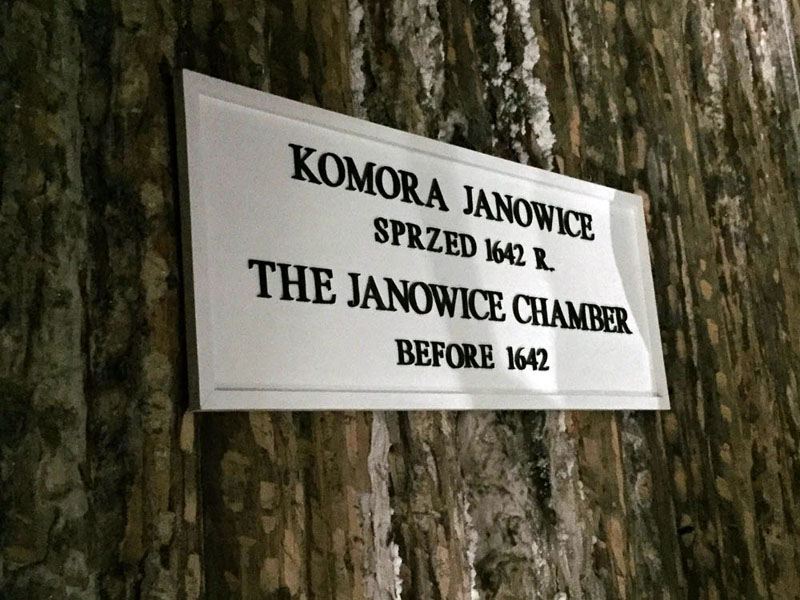 KOMORA JANOWICE
SPRZED 1642 R.
THE JANOWICE CHAMBER
BEFORE 1642